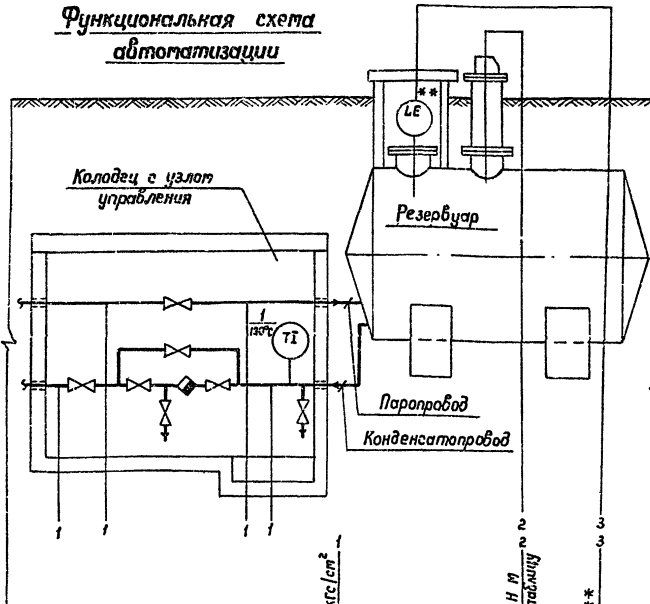 Функциональная схема
автоматизации
**
LE
Колодец с узлом
управления
Резервуар
1
130°С
TI
Паропровод
Конденсатопровод
1 1 1 1 2 3
1 2 3
кгс/см²
н м
таблицу
**